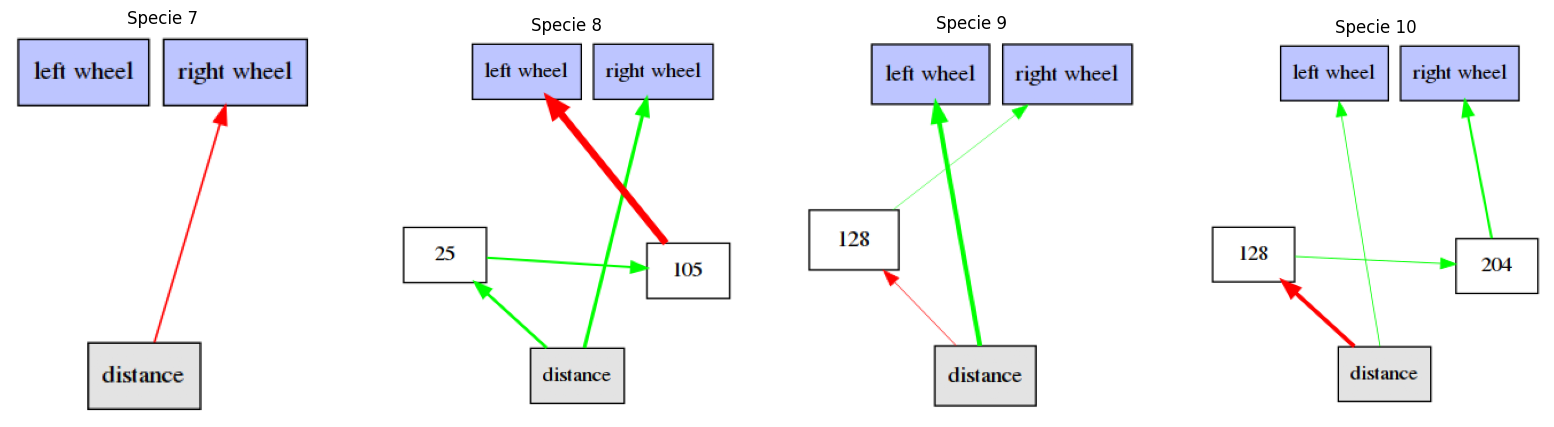 Specie 7
left wheel
right wheel
distance
Specie 8
left wheel
right wheel
25
105
distance
Specie 9
left wheel
right wheel
128
distance
Specie 10
left wheel
right wheel
128
204
distance